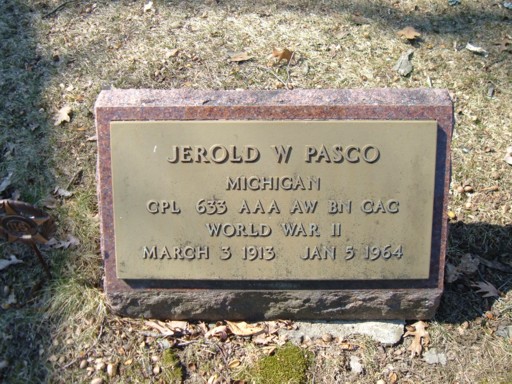 JEROLD W PASCO
MICHIGAN
CPL 633 AAA AW BN CAC
WORLD WAR II
MARCH 3 1913 JAN 5 1964